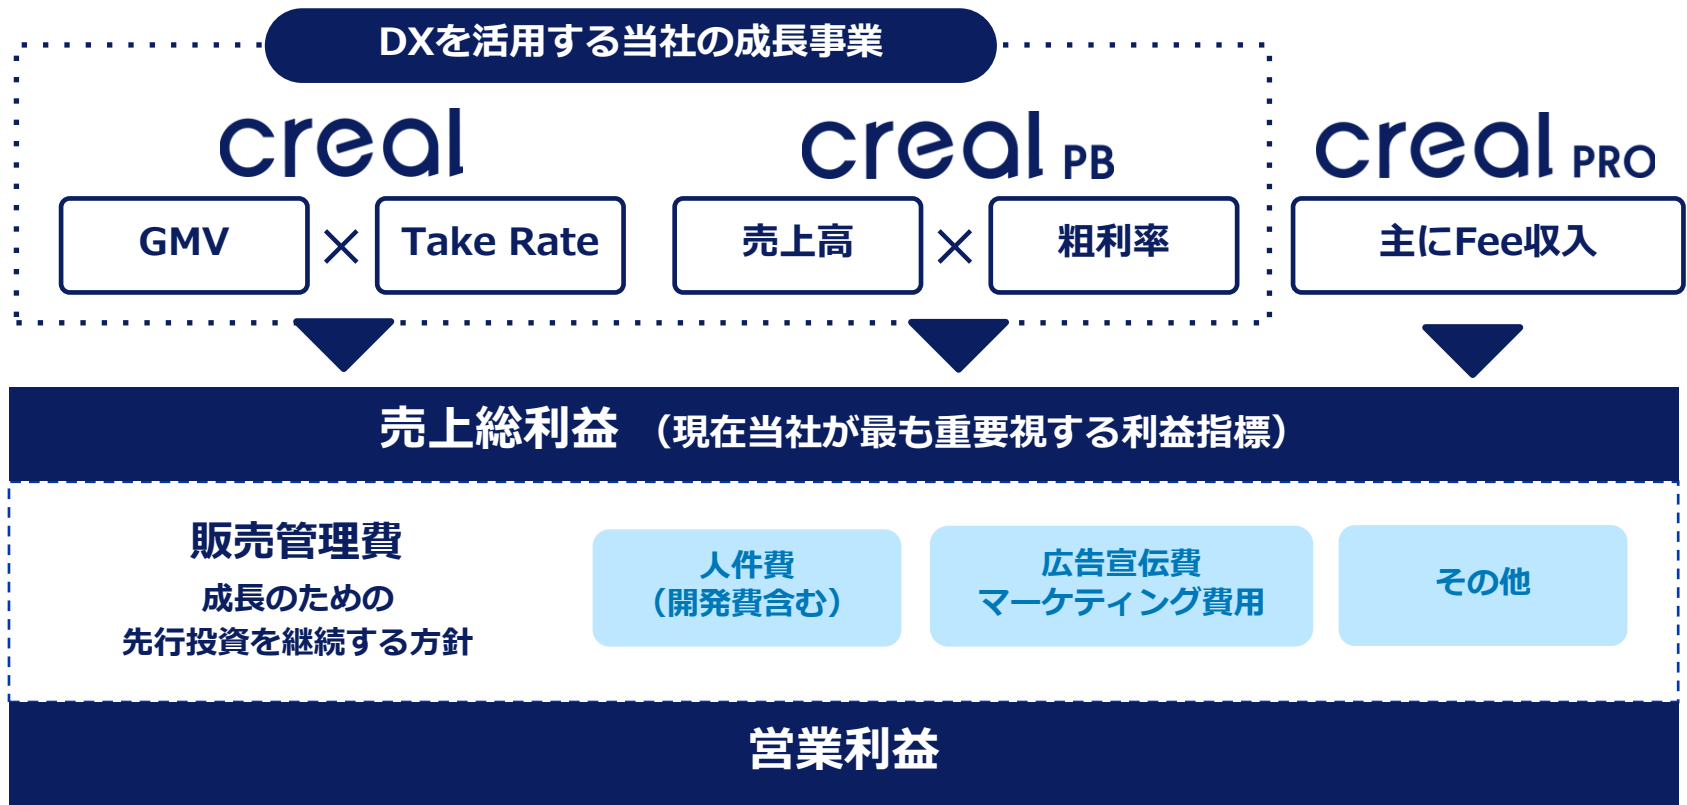 DXを活用する当社の成長事業
creal
creal PB
creal PRO
GMV × Take Rate
売上高 × 粗利率
主にFee収入
売上総利益 （現在当社が最も重要視する利益指標）
販売管理費
成長のための
先行投資を継続する方針
人件費
（開発費含む）
広告宣伝費
マーケティング費用
その他
営業利益